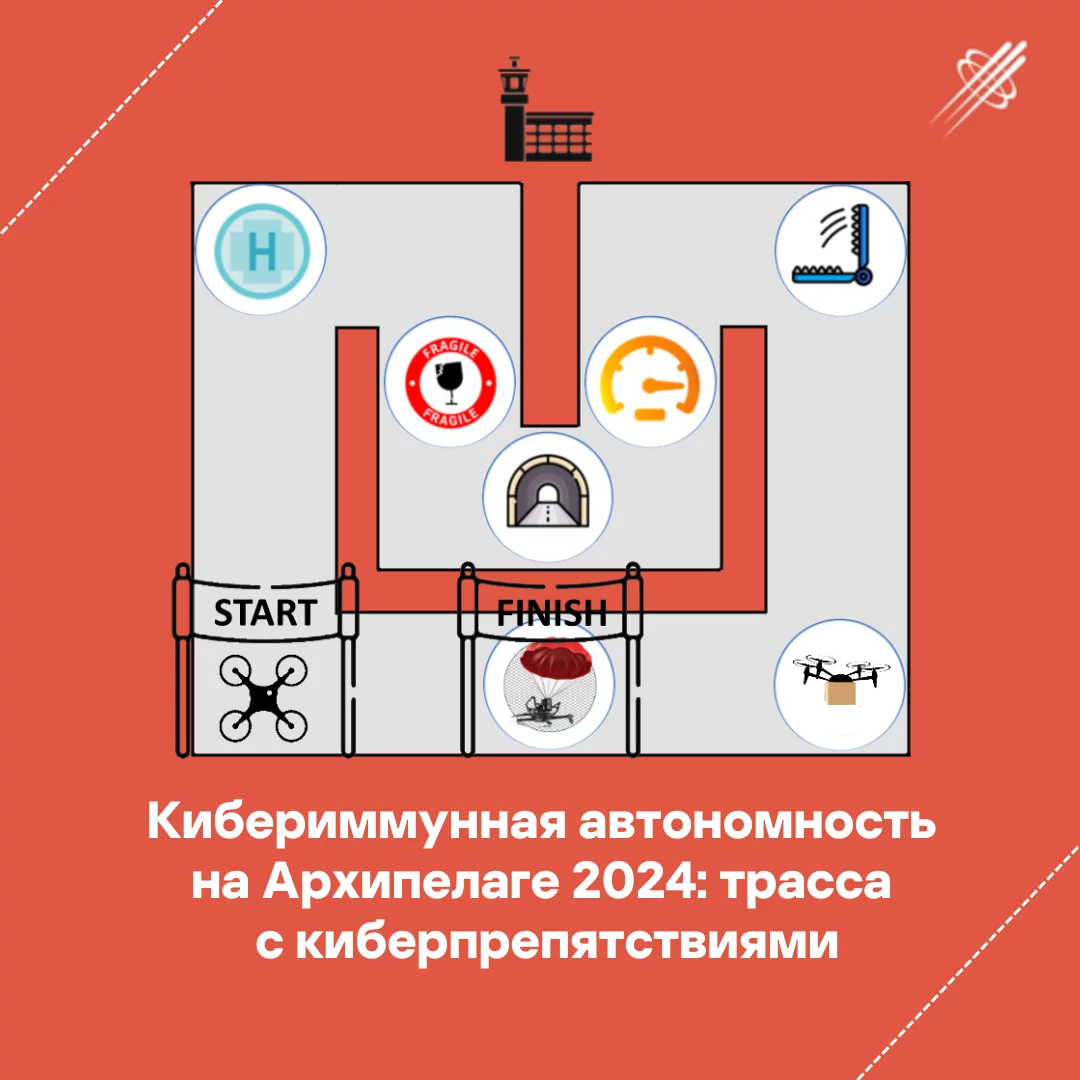 H
FRAGILE
FRAGILE
START
FINISH
Кибериммунная автономность
на Архипелаге 2024: трасса
с киберпрепятствиями